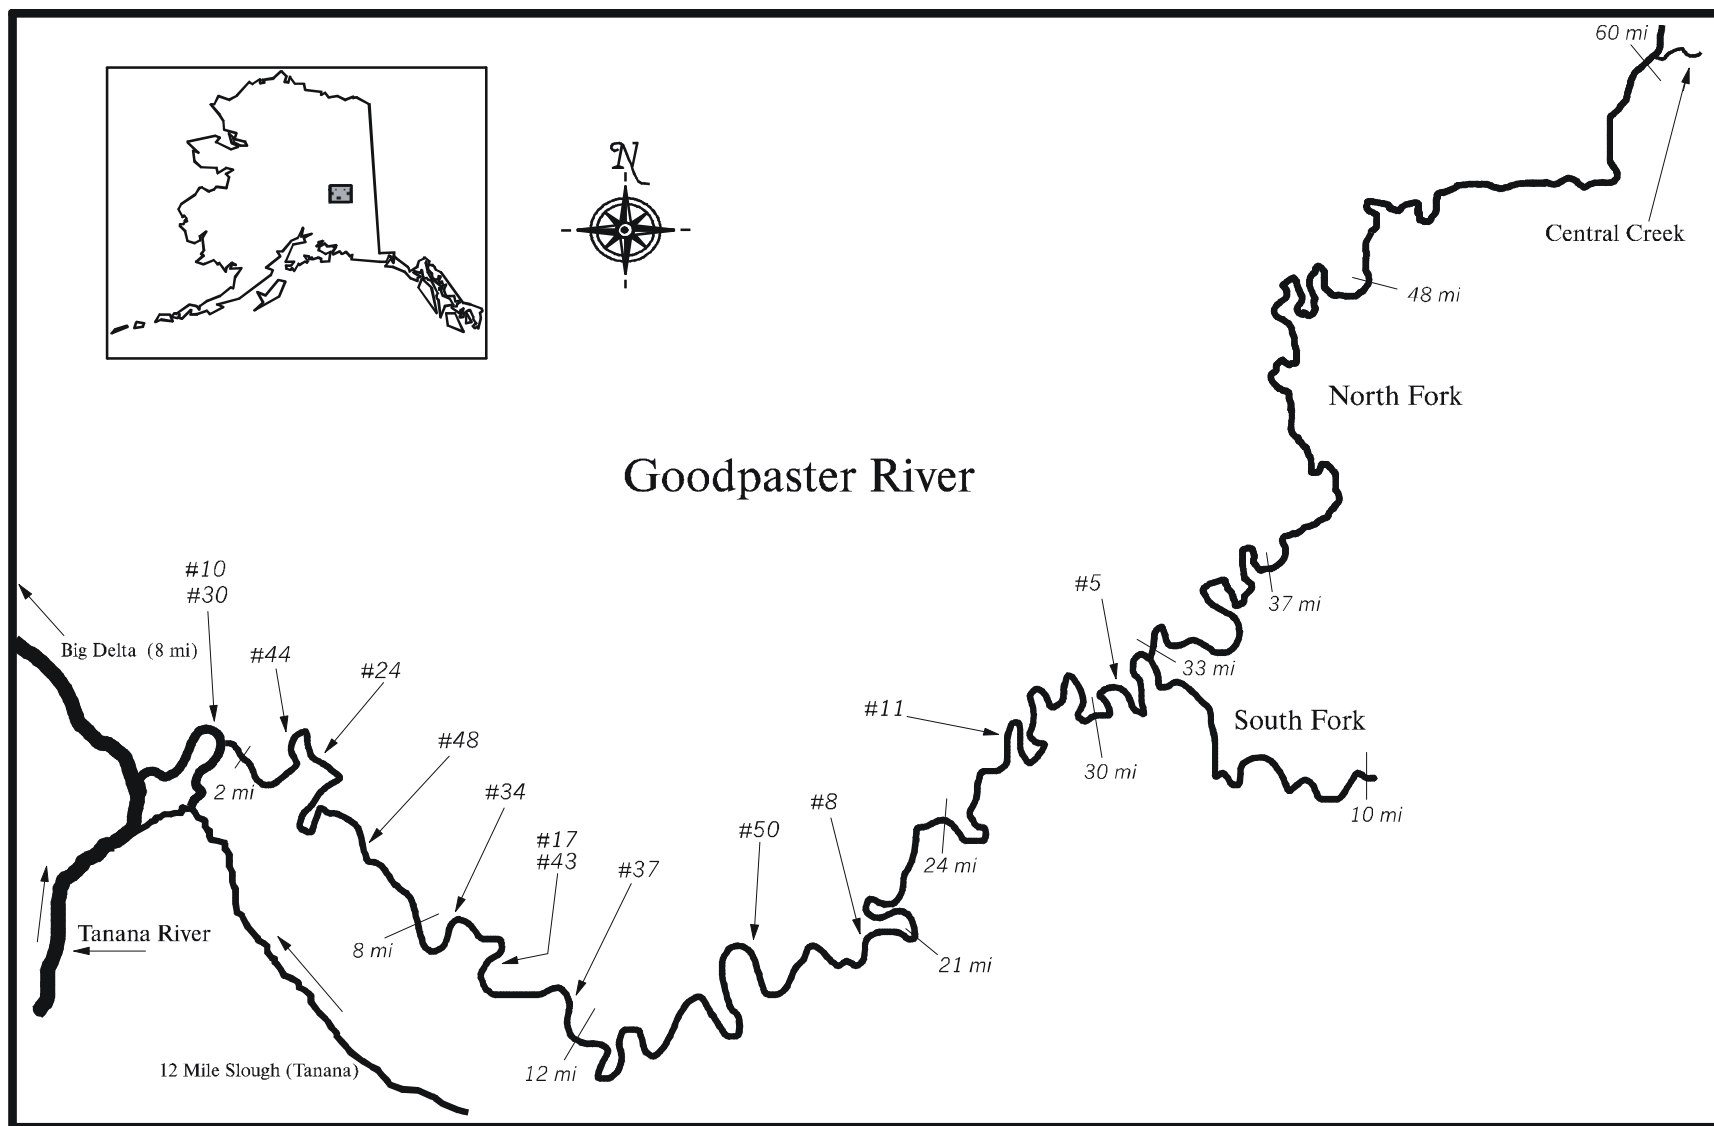 60 mi
N
Central Creek
48 mi
North Fork
Goodpaster River
#10
#30
#5
37 mi
Big Delta (8 mi)
#44
#24
33 mi
#11
South Fork
#48
30 mi
2 mi
#34
#8
10 mi
#50
#17
#43
#37
24 mi
Tanana River
8 mi
21 mi
12 Mile Slough (Tanana)
12 mi